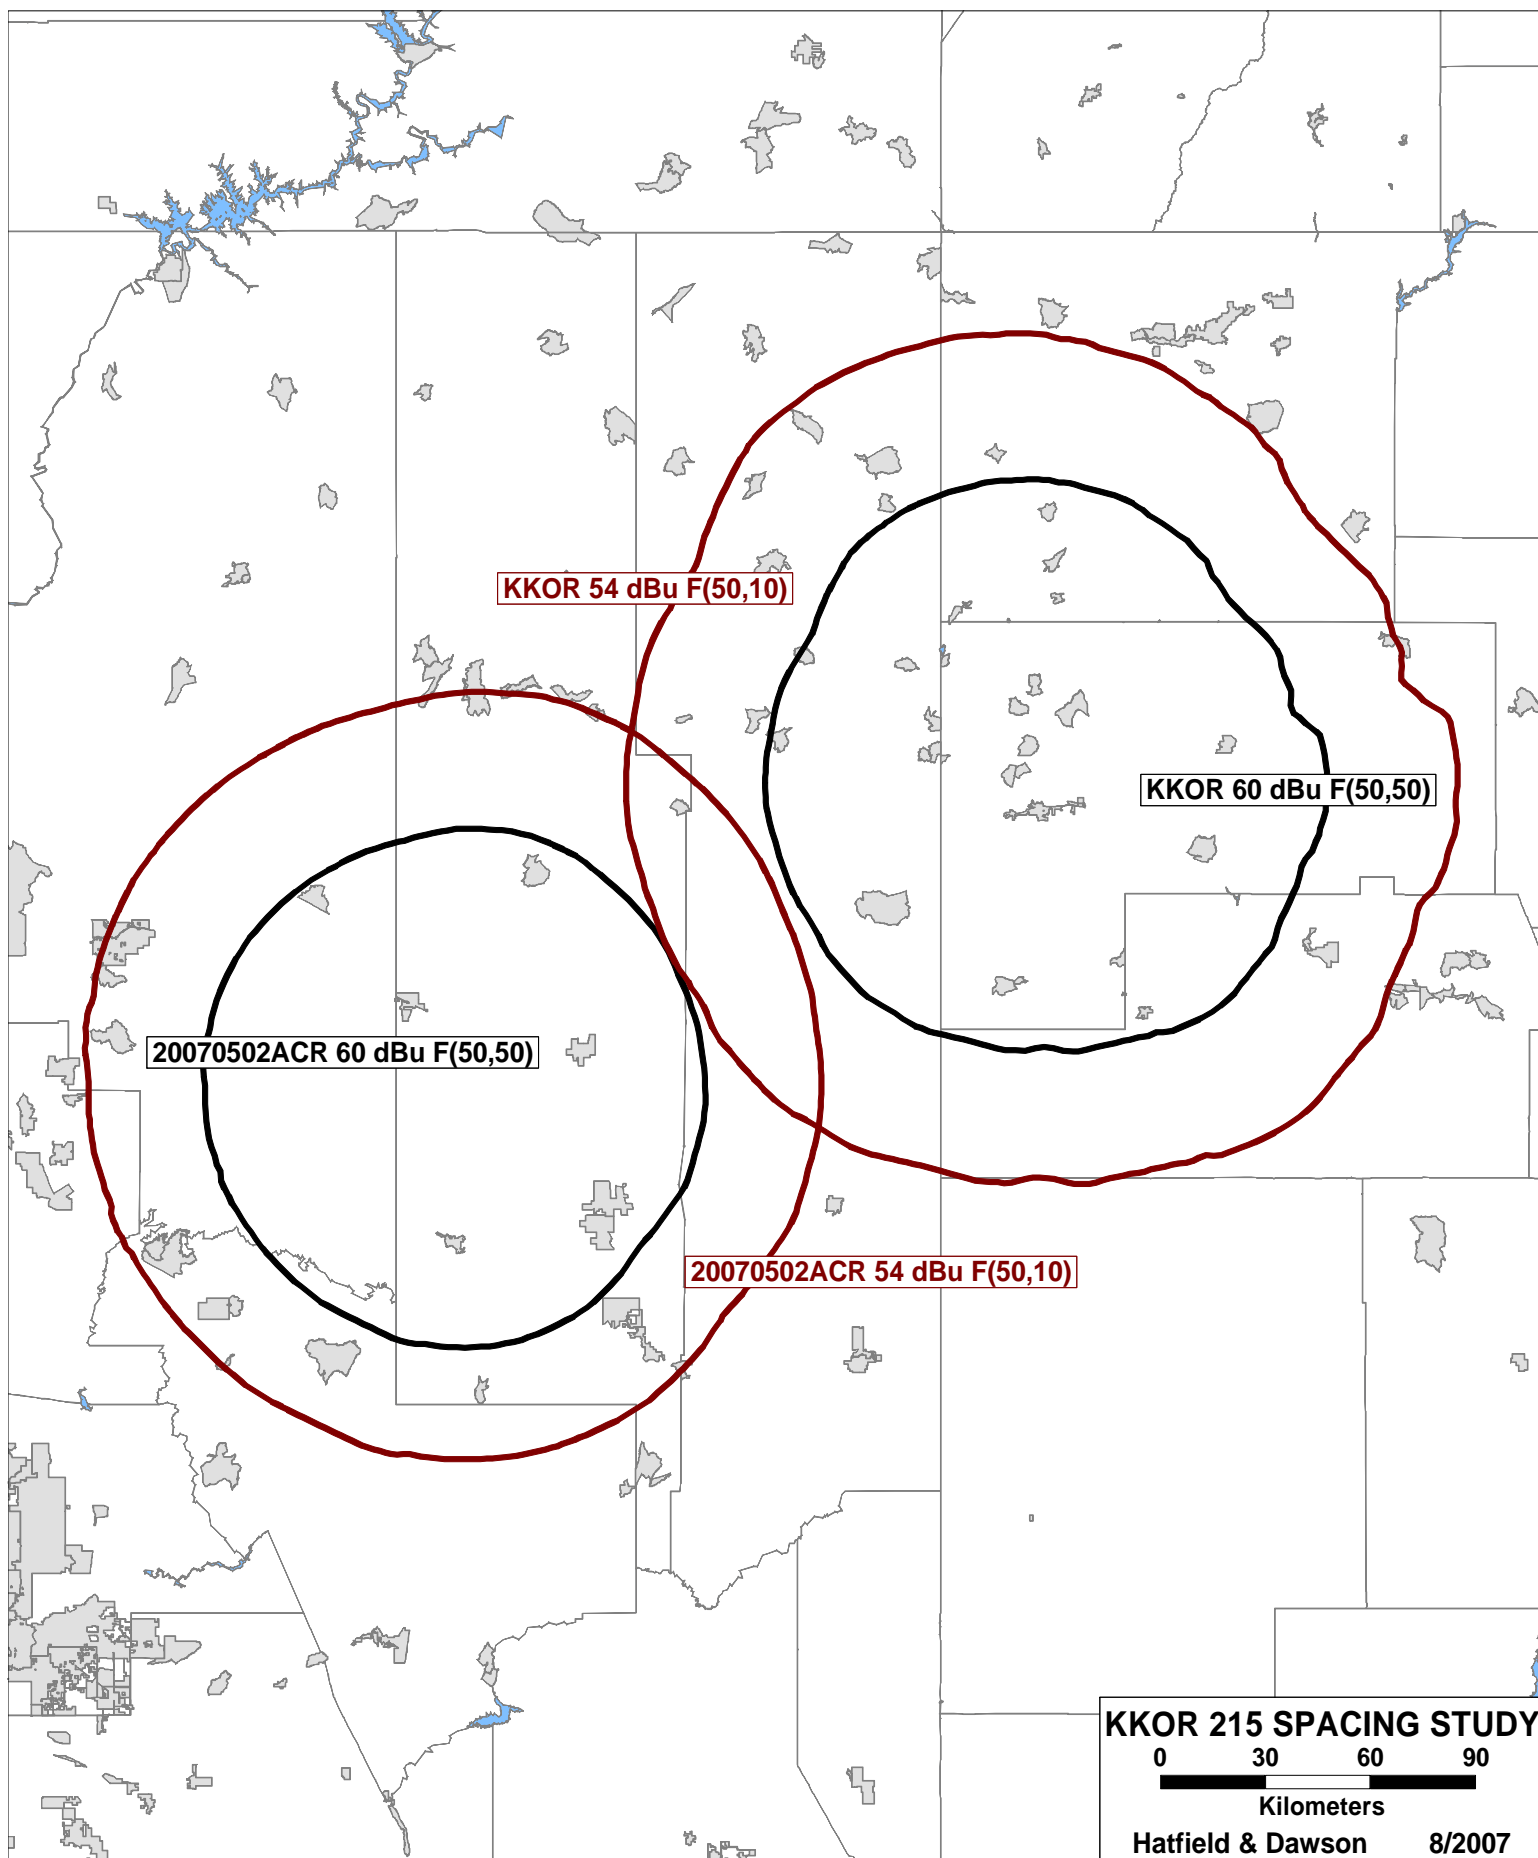 KKOR 54 dBu F(50,10)
KKOR 60 dBu F(50,50)
20070502ACR 60 dBu F(50,50)
20070502ACR 54 dBu F(50,10)
KKOR 215 SPACING STUDY
0 30 60 90
Kilometers
Hatfield & Dawson 8/2007